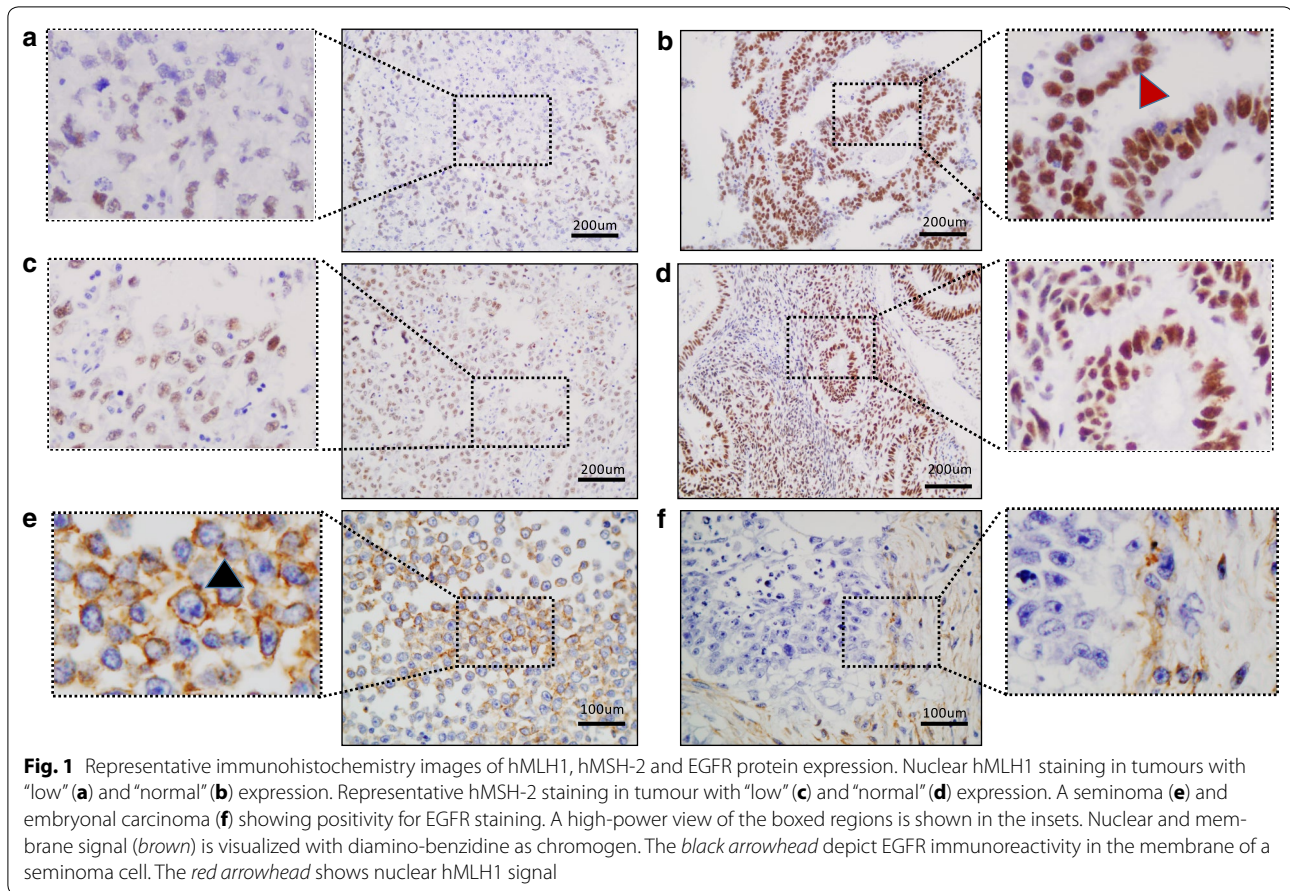 a
b
200um
200um
c
d
200um
200um
e
f
100um
100um
Fig. 1 Representative immunohistochemistry images of hMLH1, hMSH-2 and EGFR protein expression. Nuclear hMLH1 staining in tumours with
"low" (a) and "normal" (b) expression. Representative hMSH-2 staining in tumour with "low" (c) and "normal" (d) expression. A seminoma (e) and
embryonal carcinoma (f) showing positivity for EGFR staining. A high-power view of the boxed regions is shown in the insets. Nuclear and mem-
brane signal (brown) is visualized with diamino-benzidine as chromogen. The black arrowhead depict EGFR immunoreactivity in the membrane of a
seminoma cell. The red arrowhead shows nuclear hMLH1 signal